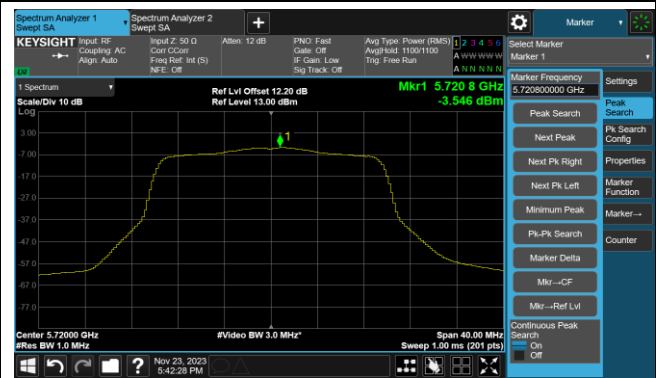 Spectrum Analyzer 1
Swept SA
Spectrum Analyzer 2
Swept SA
+
Marker
KEYSIGHT
Input: RF
Coupling: AC
Align: Auto
Input Z: 50 Ω
Corr CCorr
Freq Ref: Int (S)
NFE: Off
Atten: 12 dB
PNO: Fast
Gate: Off
IF Gain: Low
Sig Track: Off
Avg Type: Power (RMS)
Avg|Hold: 1100/1100
Trig: Free Run
1 2 3 4 5 6
A W W W W W
A N N N N N
Select Marker
Marker 1
1 Spectrum
Scale/Div 10 dB
Log
Ref Lvl Offset 12.20 dB
Ref Level 13.00 dBm
Mkr1 5.720 8 GHz
-3.546 dBm
Marker Frequency
5.720800000 GHz
Peak Search
Next Peak
Next Pk Right
Next Pk Left
Minimum Peak
Pk-Pk Search
Marker Delta
Mkr→CF
Mkr→Ref Lvl
Continuous Peak
Search
On
Off
Settings
Peak
Search
Pk Search
Config
Properties
Marker
Function
Marker→
Counter
1
3.00
-7.00
-17.0
-27.0
-37.0
-47.0
-57.0
-67.0
-77.0
Center 5.72000 GHz
#Res BW 1.0 MHz
#Video BW 3.0 MHz*
Span 40.00 MHz
Sweep 1.00 ms (201 pts)
?
Nov 23, 2023
5:42:28 PM